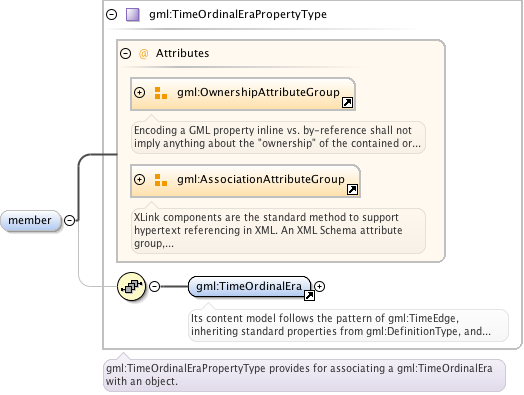 gml:TimeOrdinalEraPropertyType
@ Attributes
gml:OwnershipAttributeGroup
Encoding a GML property inline vs. by-reference shall not
imply anything about the "ownership" of the contained or...
gml:AssociationAttributeGroup
XLink components are the standard method to support
hypertext referencing in XML. An XML Schema attribute
group,...
member
gml:TimeOrdinalEra
Its content model follows the pattern of gml:TimeEdge,
inheriting standard properties from gml:DefinitionType, and...
gml:TimeOrdinalEraPropertyType provides for associating a gml:TimeOrdinalEra
with an object.